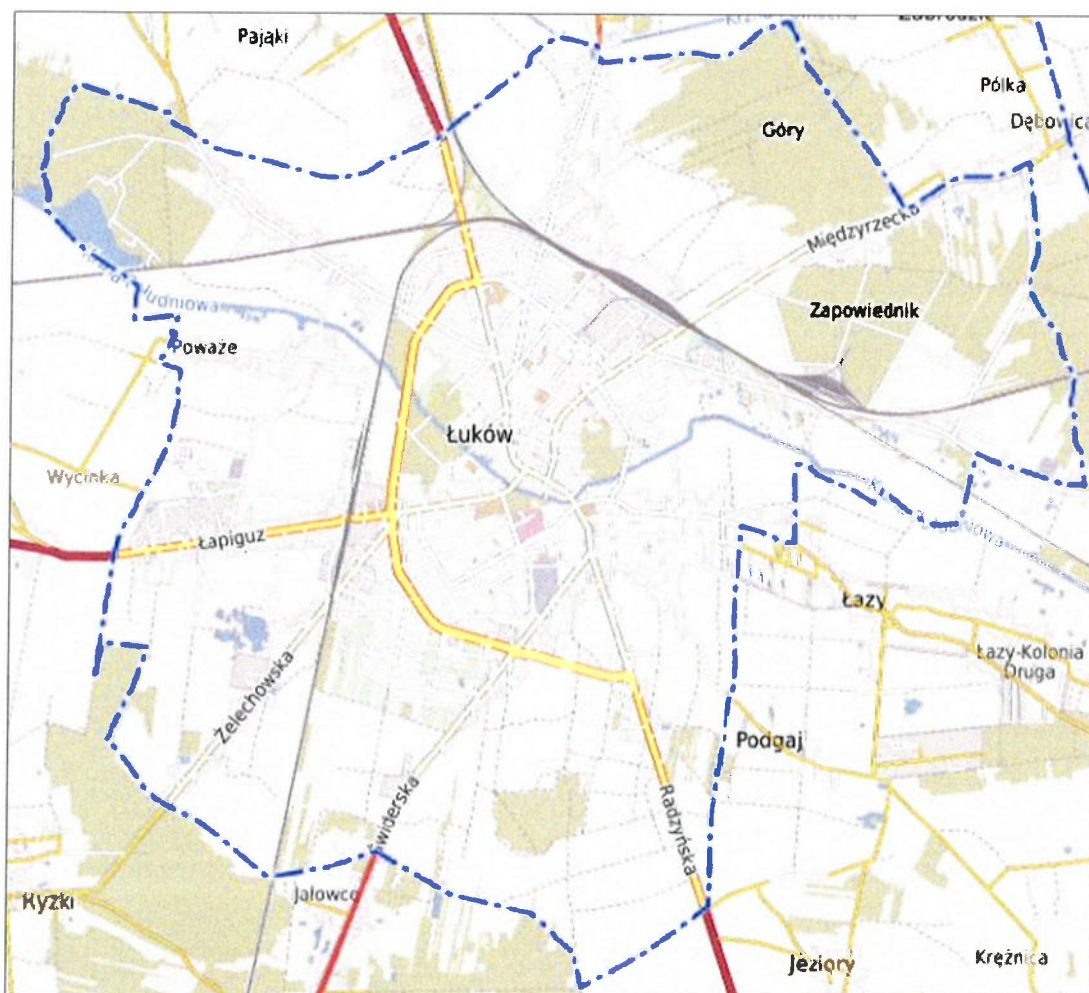 Pająki
Pólka
Góry
Dębowica
Międzyrzecka
Zapowiednik
Poważe
Łuków
Wycinka
Łapiguz
Łazy
Łazy-Kolonia
Druga
Żelechowska
Podgaj
Świderska
Radzyńska
Jałowce
Ryżki
Jeziory
Krężnica